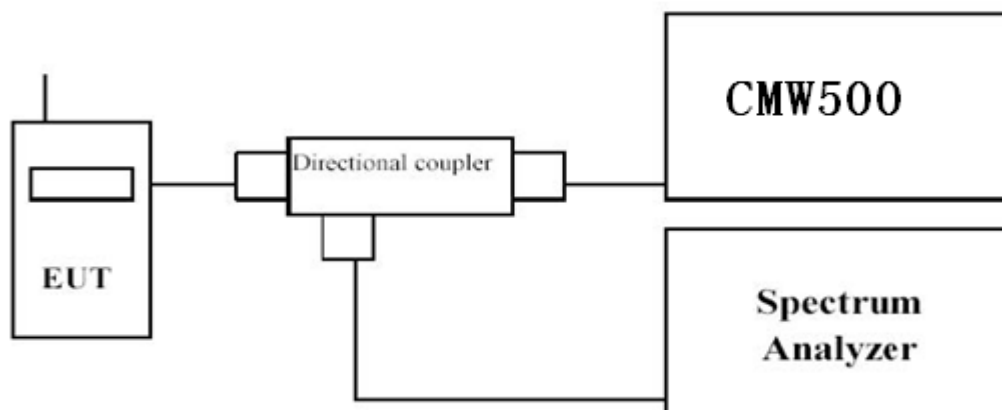 CMW500
Directional coupler
EUT
Spectrum
Analyzer